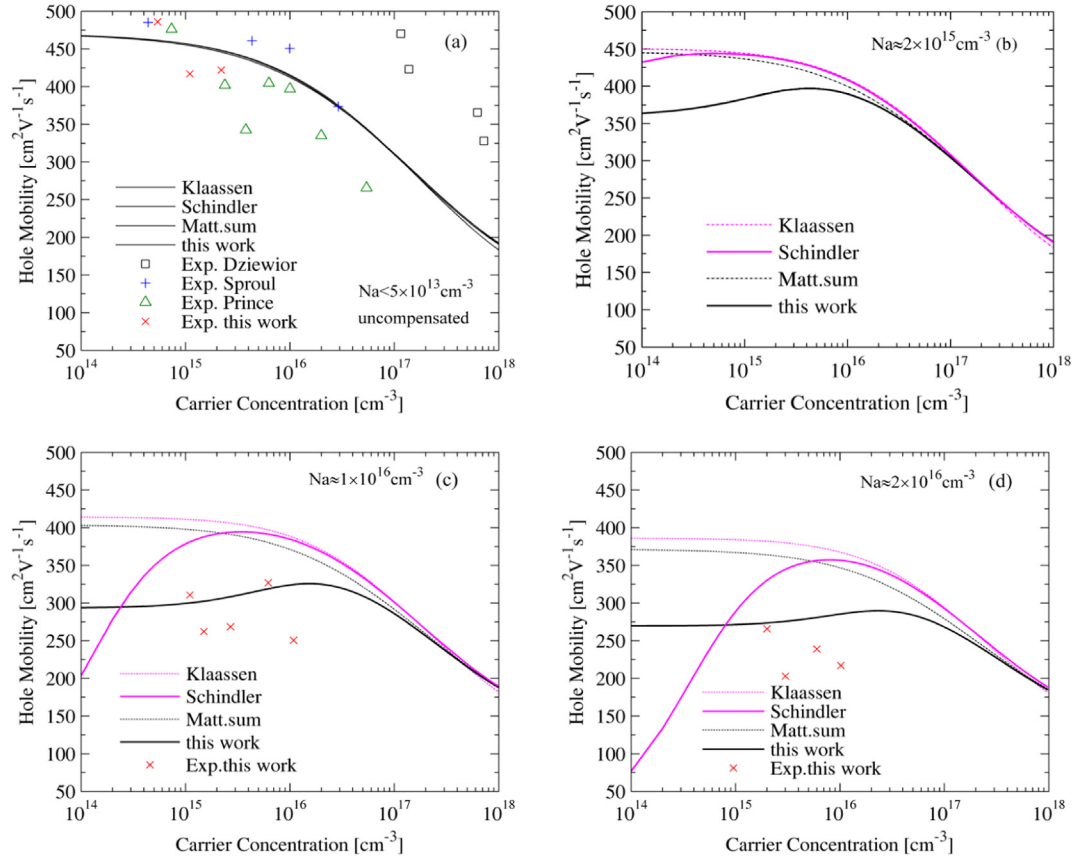 500
450
400
350
300
250
200
150
100
50
Hole Mobility [cm²V⁻¹s⁻¹]
(a)
Klaassen
Schindler
Matt.sum
this work
Exp. Dziewior
Exp. Sproul
Exp. Prince
Exp. this work
Na<5×10¹³cm⁻³
uncompensated
10¹⁴ 10¹⁵ 10¹⁶ 10¹⁷ 10¹⁸
Carrier Concentration [cm⁻³]
500
450
400
350
300
250
200
150
100
50
Hole Mobility [cm²V⁻¹s⁻¹]
Na≈2×10¹⁵cm⁻³ (b)
Klaassen
Schindler
Matt.sum
this work
10¹⁴ 10¹⁵ 10¹⁶ 10¹⁷ 10¹⁸
Carrier Concentration [cm⁻³]
500
450
400
350
300
250
200
150
100
50
Hole Mobility [cm²V⁻¹s⁻¹]
Na≈1×10¹⁶cm⁻³ (c)
Klaassen
Schindler
Matt.sum
this work
Exp.this work
10¹⁴ 10¹⁵ 10¹⁶ 10¹⁷ 10¹⁸
Carrier Concentration [cm⁻³]
500
450
400
350
300
250
200
150
100
50
Hole Mobility [cm²V⁻¹s⁻¹]
Na≈2×10¹⁶cm⁻³ (d)
Klaassen
Schindler
Matt.sum
this work
Exp.this work
10¹⁴ 10¹⁵ 10¹⁶ 10¹⁷ 10¹⁸
Carrier Concentration [cm⁻³]